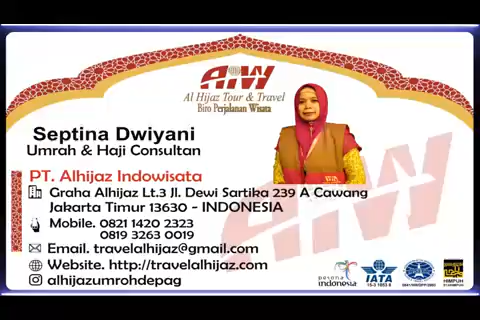 AIW
Al Hijaz Tour & Travel
Biro Perjalanan Wisata
Septina Dwiyani
Umrah & Haji Consultan
PT. Alhijaz Indowisata
Graha Alhijaz Lt.3 Jl. Dewi Sartika 239 A Cawang
Jakarta Timur 13630 - INDONESIA
Mobile. 0821 1420 2323
0819 3263 0019
Email. travelalhijaz@gmail.com
Website. http://travelalhijaz.com
alhijazumrohdepag
pesona
indonesia
IATA
HIMPUH